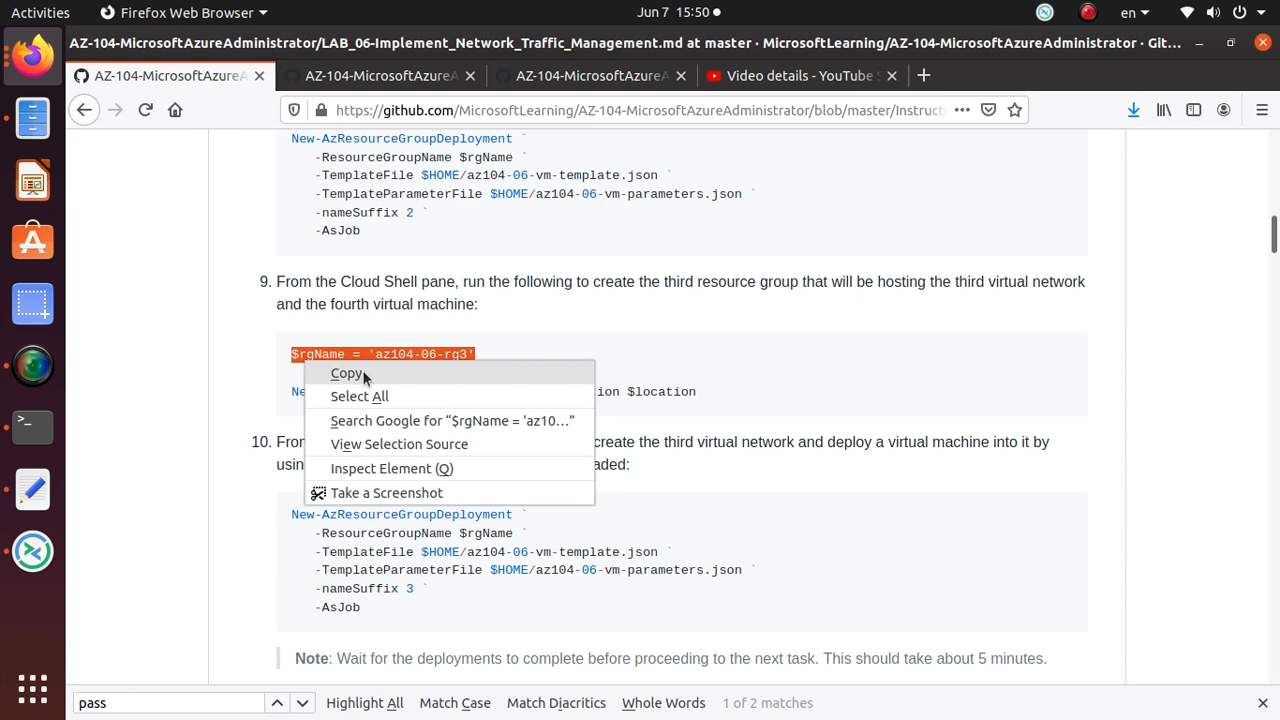 Activities
Firefox Web Browser
Jun 7 15:50
en
AZ-104-MicrosoftAzureAdministrator/LAB_06-Implement_Network_Traffic_Management.md at master · MicrosoftLearning/AZ-104-MicrosoftAzureAdministrator · Git…
AZ-104-MicrosoftAzureA
AZ-104-MicrosoftAzureA
AZ-104-MicrosoftAzureA
Video details - YouTube S
https://github.com/MicrosoftLearning/AZ-104-MicrosoftAzureAdministrator/blob/master/Instructi
New-AzResourceGroupDeployment `
-ResourceGroupName $rgName `
-TemplateFile $HOME/az104-06-vm-template.json `
-TemplateParameterFile $HOME/az104-06-vm-parameters.json `
-nameSuffix 2 `
-AsJob
9. From the Cloud Shell pane, run the following to create the third resource group that will be hosting the third virtual network
and the fourth virtual machine:
$rgName = 'az104-06-rg3'
Copy
Ne
ion $location
Select All
Search Google for “$rgName = 'az10…”
10. Fron
create the third virtual network and deploy a virtual machine into it by
View Selection Source
usin
aded:
Inspect Element (Q)
Take a Screenshot
New-AzResourceGroupDeployment `
-ResourceGroupName $rgName `
-TemplateFile $HOME/az104-06-vm-template.json `
-TemplateParameterFile $HOME/az104-06-vm-parameters.json `
-nameSuffix 3 `
-AsJob
Note: Wait for the deployments to complete before proceeding to the next task. This should take about 5 minutes.
pass
Highlight All
Match Case
Match Diacritics
Whole Words
1 of 2 matches